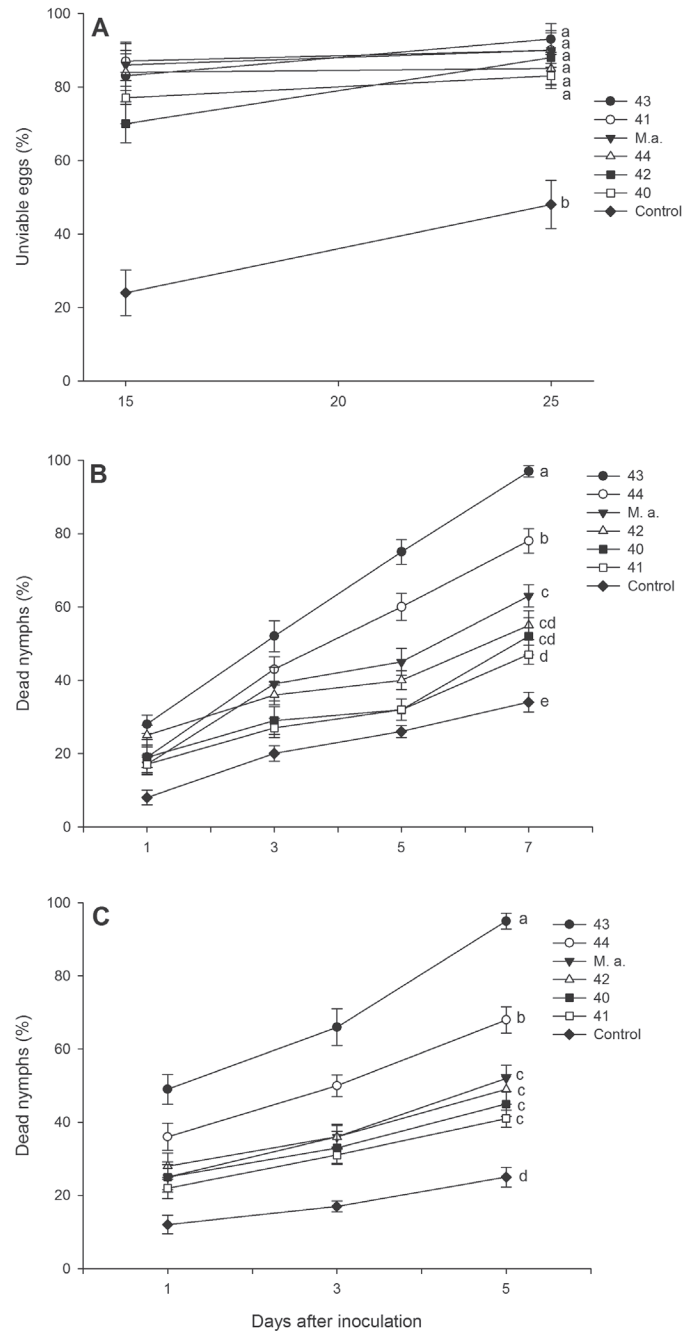 A
Unviable eggs (%)
100
80
60
40
20
0
15
20
25
a
a
a
a
a
a
b
43
41
M.a.
44
42
40
Control
B
Dead nymphs (%)
100
80
60
40
20
0
1
3
5
7
a
b
c
cd
cd
d
e
43
44
M. a.
42
40
41
Control
C
Dead nymphs (%)
100
80
60
40
20
0
1
3
5
a
b
c
c
c
c
d
43
44
M. a.
42
40
41
Control
Days after inoculation